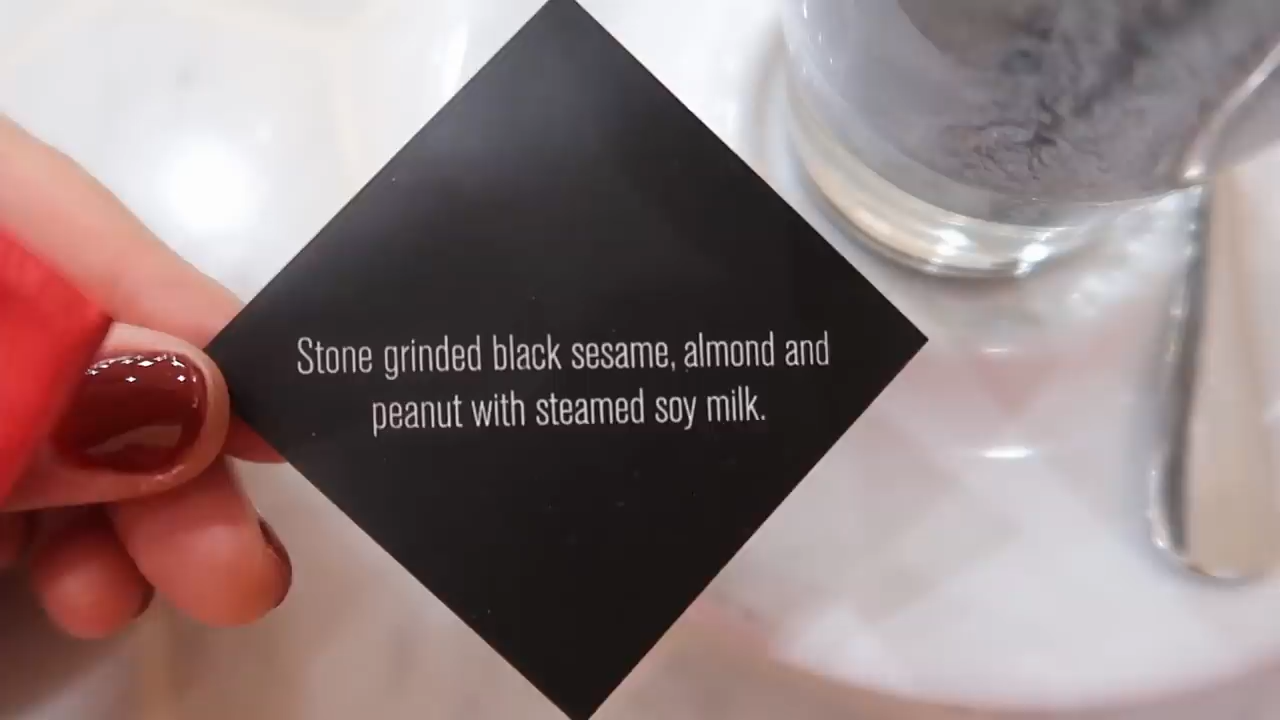 Stone grinded black sesame, almond and
peanut with steamed soy milk.